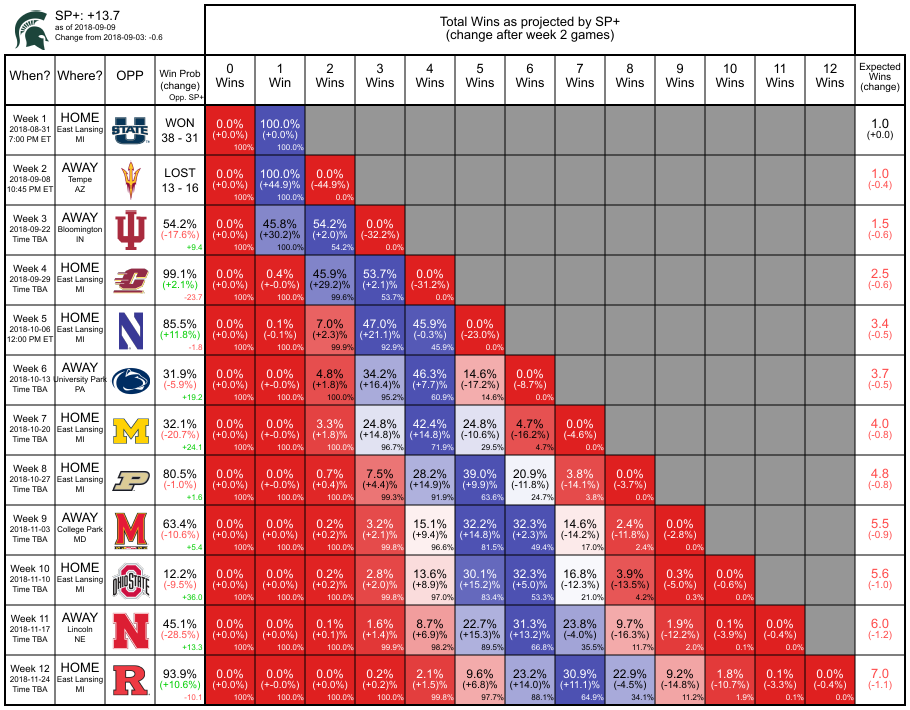 SP+: +13.7
as of 2018-09-09
Change from 2018-09-03: -0.6
Total Wins as projected by SP+
(change after week 2 games)
When? Where? OPP Win Prob (change) Opp. SP+ 0 Wins 1 Win 2 Wins 3 Wins 4 Wins 5 Wins 6 Wins 7 Wins 8 Wins 9 Wins 10 Wins 11 Wins 12 Wins Expected Wins (change)
Week 1 HOME U STATE WON 0.0% 100.0% 1.0
2018-08-31 East Lansing 38 - 31 (+0.0%) (+0.0%) (+0.0)
7:00 PM ET MI 100% 100.0%
Week 2 AWAY LOST 0.0% 100.0% 0.0% 1.0
2018-09-08 Tempe 13 - 16 (+0.0%) (+44.9)% (-44.9%) (-0.4)
10:45 PM ET AZ 100% 100.0% 0.0%
Week 3 AWAY 54.2% 0.0% 45.8% 54.2% 0.0% 1.5
2018-09-22 Bloomington (-17.6%) (+0.0%) (+30.2)% (+2.0)% (-32.2%) (-0.6)
Time TBA IN +9.4 100% 100.0% 54.2% 0.0%
Week 4 HOME C 99.1% 0.0% 0.4% 45.9% 53.7% 0.0% 2.5
2018-09-29 East Lansing (+2.1%) (+0.0%) (-0.0%) (+29.2)% (+2.1)% (-31.2%) (-0.6)
Time TBA MI -23.7 100% 100.0% 99.6% 53.7% 0.0%
Week 5 HOME N 85.5% 0.0% 0.1% 7.0% 47.0% 45.9% 0.0% 3.4
2018-10-06 East Lansing (+11.8%) (+0.0%) (-0.1%) (+2.3)% (+21.1)% (-0.3%) (-23.0%) (-0.5)
12:00 PM ET MI -1.8 100% 100.0% 99.9% 92.9% 45.9% 0.0%
Week 6 AWAY 31.9% 0.0% 0.0% 4.8% 34.2% 46.3% 14.6% 0.0% 3.7
2018-10-13 University Park (-5.9%) (+0.0%) (-0.0%) (+1.8)% (+16.4)% (+7.7)% (-17.2%) (-8.7%) (-0.5)
Time TBA PA +19.2 100% 100.0% 100.0% 95.2% 60.9% 14.6% 0.0%
Week 7 HOME M 32.1% 0.0% 0.0% 3.3% 24.8% 42.4% 24.8% 4.7% 0.0% 4.0
2018-10-20 East Lansing (-20.7%) (+0.0%) (-0.0%) (+1.8)% (+14.8)% (+14.8)% (-10.6%) (-16.2%) (-4.6%) (-0.8)
Time TBA MI +24.1 100% 100.0% 100.0% 96.7% 71.9% 29.5% 4.7% 0.0%
Week 8 HOME P 80.5% 0.0% 0.0% 0.7% 7.5% 28.2% 39.0% 20.9% 3.8% 0.0% 4.8
2018-10-27 East Lansing (-1.0%) (+0.0%) (-0.0%) (+0.4)% (+4.4)% (+14.9)% (+9.9)% (-11.8%) (-14.1%) (-3.7%) (-0.8)
Time TBA MI +1.6 100% 100.0% 100.0% 99.3% 91.9% 63.6% 24.7% 3.8% 0.0%
Week 9 AWAY M 63.4% 0.0% 0.0% 0.2% 3.2% 15.1% 32.2% 32.3% 14.6% 2.4% 0.0% 5.5
2018-11-03 College Park (-10.6%) (+0.0%) (-0.0%) (+0.2)% (+2.1)% (+9.4)% (+14.8)% (+2.3)% (-14.2%) (-11.8%) (-2.8%) (-0.9)
Time TBA MD +5.4 100% 100.0% 100.0% 99.8% 96.6% 81.5% 49.4% 17.0% 2.4% 0.0%
Week 10 HOME OHIO STATE 12.2% 0.0% 0.0% 0.2% 2.8% 13.6% 30.1% 32.3% 16.8% 3.9% 0.3% 0.0% 5.6
2018-11-10 East Lansing (-9.5%) (+0.0%) (-0.0%) (+0.2)% (+2.0)% (+8.9)% (+15.2)% (+5.0)% (-12.3%) (-13.5%) (-5.0%) (-0.6%) (-1.0)
Time TBA MI +36.0 100% 100.0% 100.0% 99.8% 97.0% 83.4% 53.3% 21.0% 4.2% 0.3% 0.0%
Week 11 AWAY N 45.1% 0.0% 0.0% 0.1% 1.6% 8.7% 22.7% 31.3% 23.8% 9.7% 1.9% 0.1% 0.0% 6.0
2018-11-17 Lincoln (-28.5%) (+0.0%) (-0.0%) (+0.1)% (+1.4)% (+6.9)% (+15.3)% (+13.2)% (-4.0%) (-16.3%) (-12.2%) (-3.9%) (-0.4%) (-1.2)
Time TBA NE +13.3 100% 100.0% 100.0% 99.9% 98.2% 89.5% 66.8% 35.5% 11.7% 2.0% 0.1% 0.0%
Week 12 HOME R 93.9% 0.0% 0.0% 0.0% 0.2% 2.1% 9.6% 23.2% 30.9% 22.9% 9.2% 1.8% 0.1% 0.0% 7.0
2018-11-24 East Lansing (+10.6%) (+0.0%) (-0.0%) (+0.0)% (+0.2)% (+1.5)% (+6.8)% (+14.0)% (+11.1)% (-4.5%) (-14.8%) (-10.7%) (-3.3%) (-0.4%) (-1.1)
Time TBA MI -10.1 100% 100.0% 100.0% 100.0% 99.8% 97.7% 88.1% 64.9% 34.1% 11.2% 1.9% 0.1% 0.0%